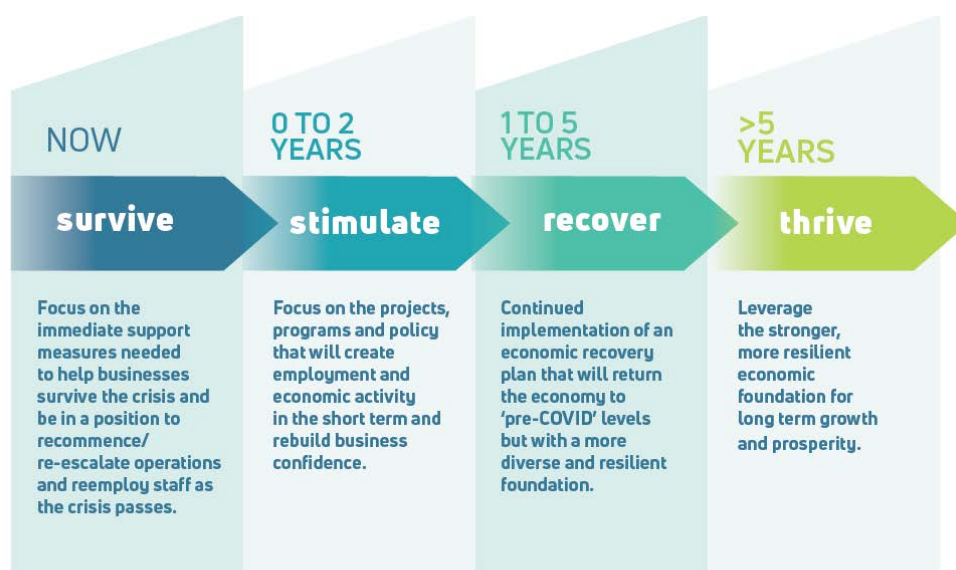 NOW
survive
Focus on the
immediate support
measures needed
to help businesses
survive the crisis and
be in a position to
recommence/
re-escalate operations
and reemploy staff as
the crisis passes.
0 TO 2
YEARS
stimulate
Focus on the projects,
programs and policy
that will create
employment and
economic activity
in the short term and
rebuild business
confidence.
1 TO 5
YEARS
recover
Continued
implementation of an
economic recovery
plan that will return
the economy to
‘pre-COVID’ levels
but with a more
diverse and resilient
foundation.
>5
YEARS
thrive
Leverage
the stronger,
more resilient
economic
foundation for
long term growth
and prosperity.